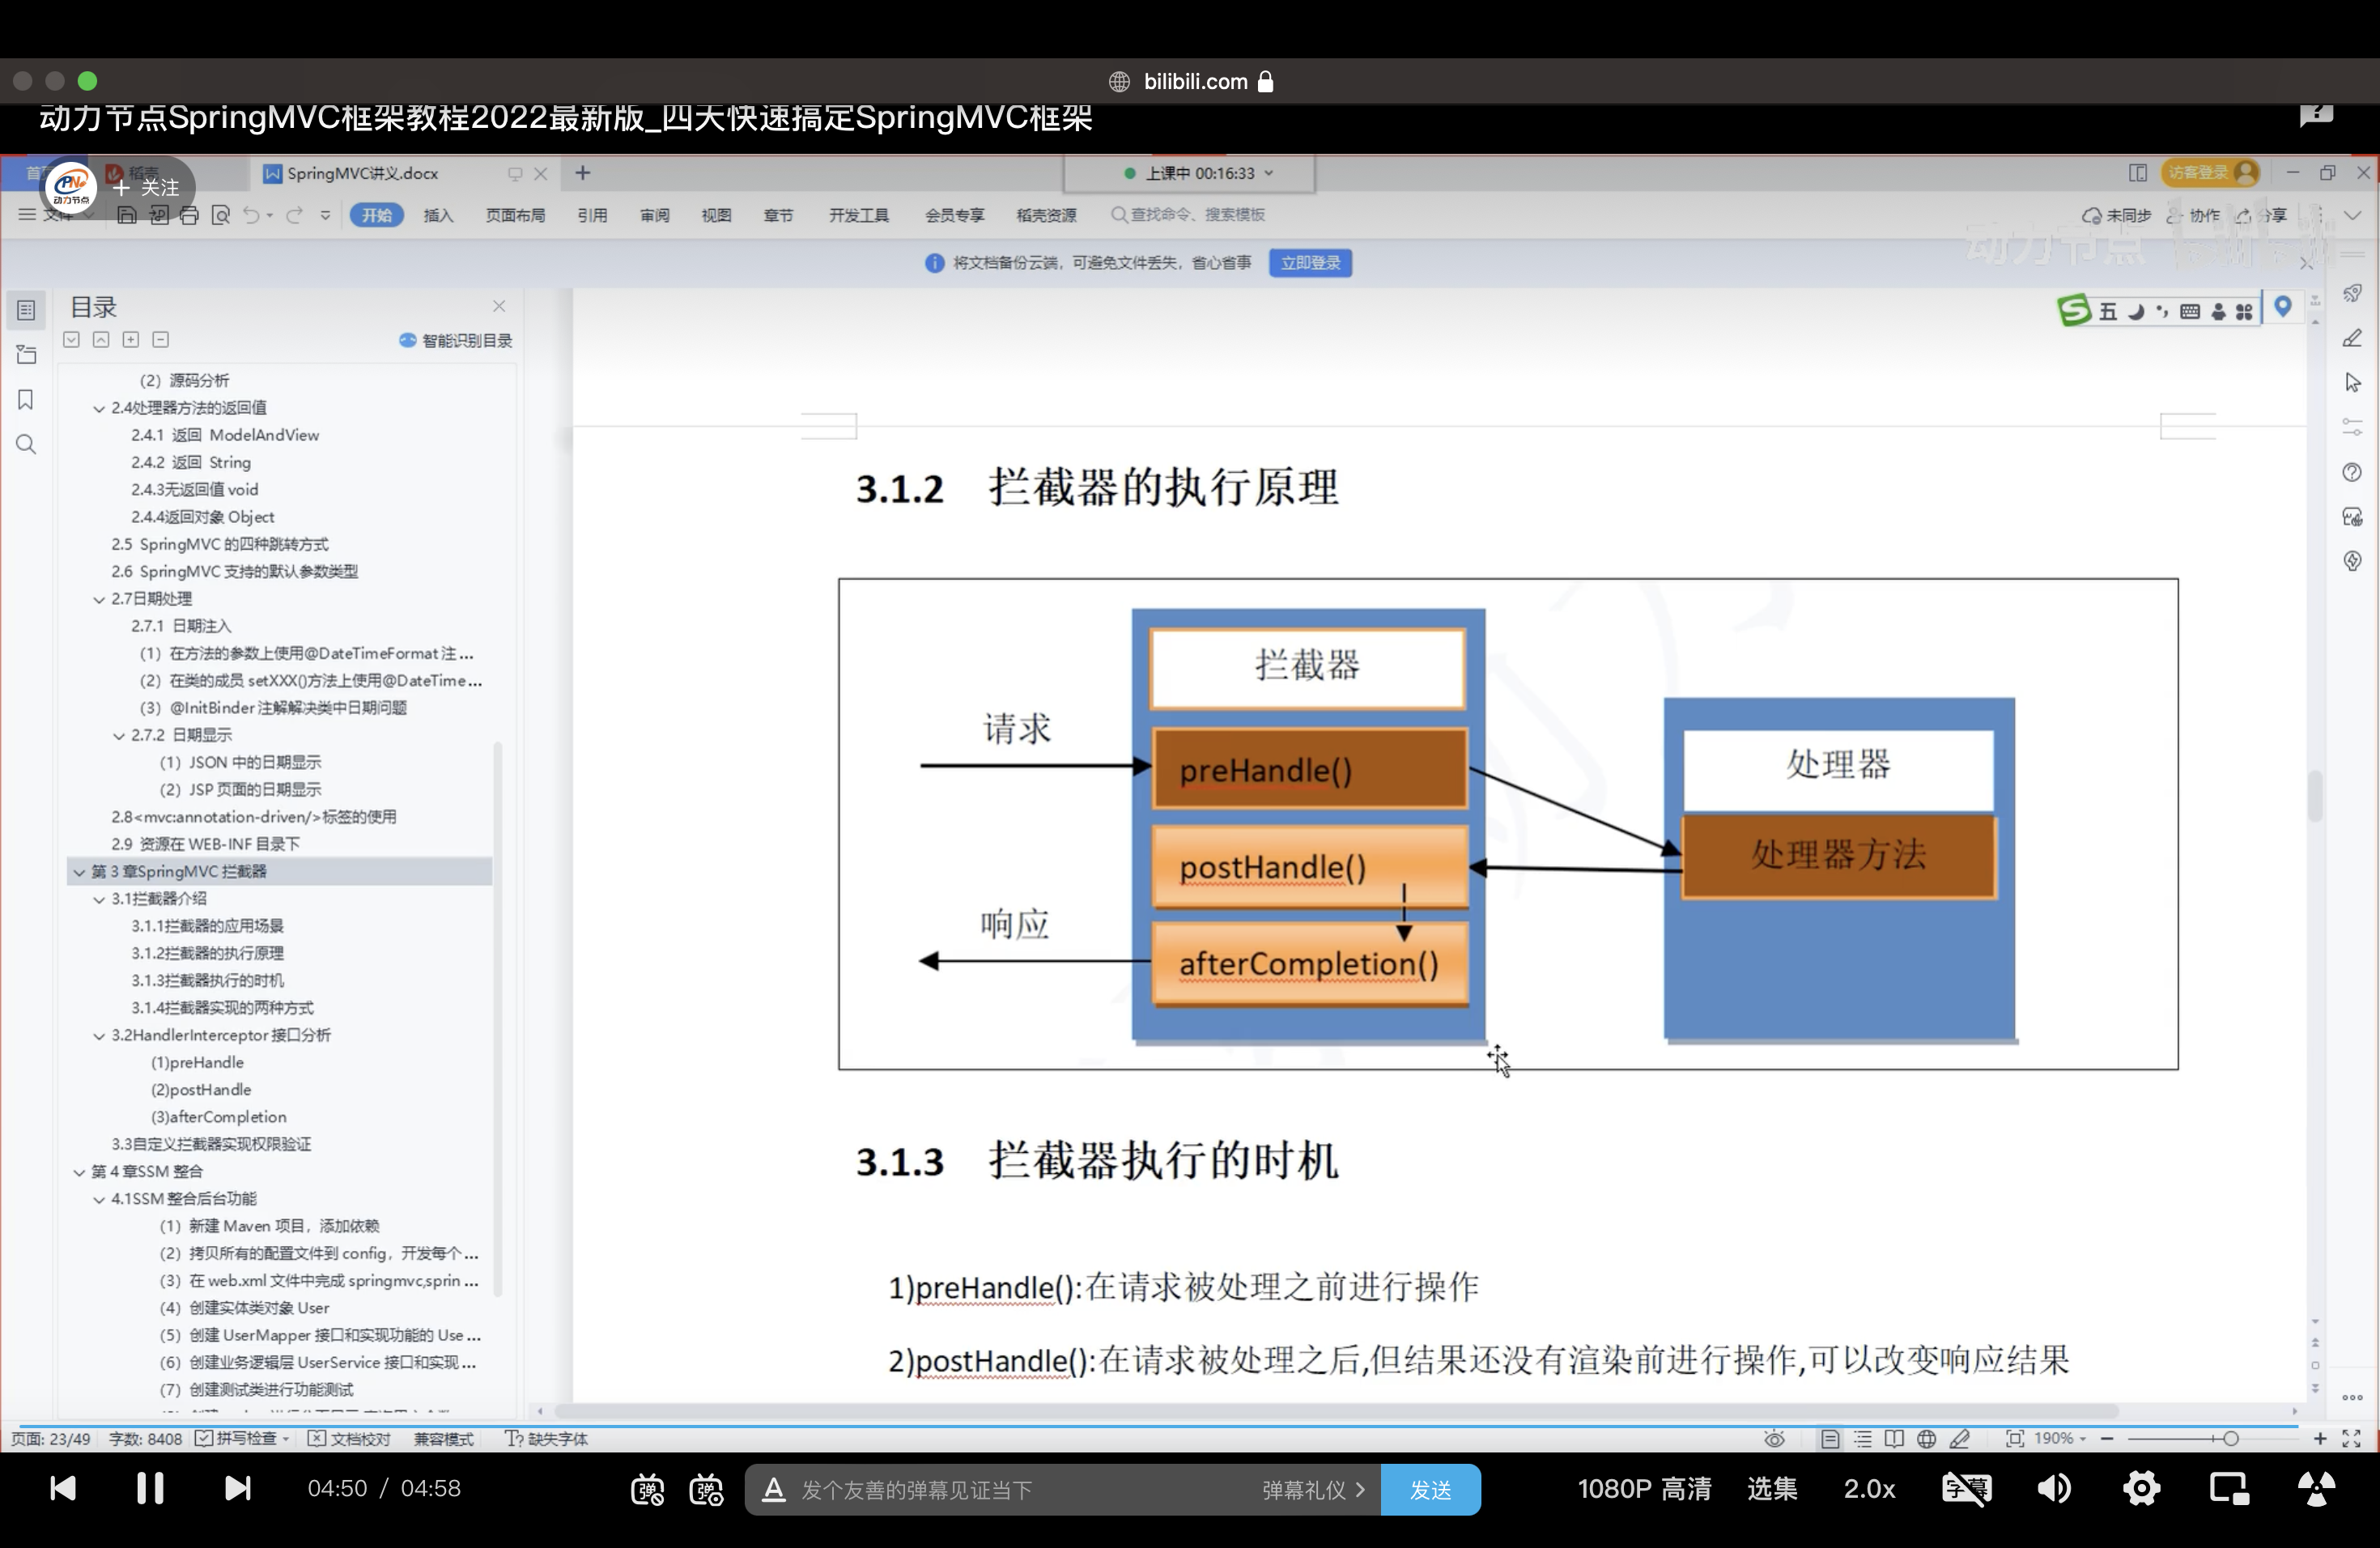 bilibili.com
动力节点SpringMVC框架教程2022最新版_四天快速搞定SpringMVC框架
稻壳
SpringMVC讲义.docx
上课中 00:16:33
访客登录
动力节点
+ 关注
文件
开始
插入
页面布局
引用
审阅
视图
章节
开发工具
会员专享
稻壳资源
查找命令、搜索模板
未同步
协作
分享
动力节点
bilibili
将文档备份云端，可避免文件丢失，省心省事
立即登录
目录
智能识别目录
五
(2) 源码分析
2.4处理器方法的返回值
2.4.1 返回 ModelAndView
2.4.2 返回 String
2.4.3无返回值 void
2.4.4返回对象 Object
2.5 SpringMVC 的四种跳转方式
2.6 SpringMVC 支持的默认参数类型
2.7日期处理
2.7.1 日期注入
(1) 在方法的参数上使用@DateTimeFormat 注...
(2) 在类的成员 setXXX()方法上使用@DateTime...
(3) @InitBinder 注解解决类中日期问题
2.7.2 日期显示
(1) JSON 中的日期显示
(2) JSP 页面的日期显示
2.8<mvc:annotation-driven/>标签的使用
2.9 资源在 WEB-INF 目录下
第 3 章SpringMVC 拦截器
3.1拦截器介绍
3.1.1拦截器的应用场景
3.1.2拦截器的执行原理
3.1.3拦截器执行的时机
3.1.4拦截器实现的两种方式
3.2HandlerInterceptor 接口分析
(1)preHandle
(2)postHandle
(3)afterCompletion
3.3自定义拦截器实现权限验证
第 4 章SSM 整合
4.1SSM 整合后台功能
(1) 新建 Maven 项目，添加依赖
(2) 拷贝所有的配置文件到 config，开发每个...
(3) 在 web.xml 文件中完成 springmvc,sprin ...
(4) 创建实体类对象 User
(5) 创建 UserMapper 接口和实现功能的 Use ...
(6) 创建业务逻辑层 UserService 接口和实现 ...
(7) 创建测试类进行功能测试
3.1.2 拦截器的执行原理
拦截器
请求
preHandle()
处理器
postHandle()
处理器方法
响应
afterCompletion()
3.1.3 拦截器执行的时机
1)preHandle():在请求被处理之前进行操作
2)postHandle():在请求被处理之后,但结果还没有渲染前进行操作,可以改变响应结果
页面: 23/49
字数: 8408
拼写检查
文档校对
兼容模式
缺失字体
190%
04:50 / 04:58
弹
弹
A
发个友善的弹幕见证当下
弹幕礼仪 >
发送
1080P 高清
选集
2.0x
字幕